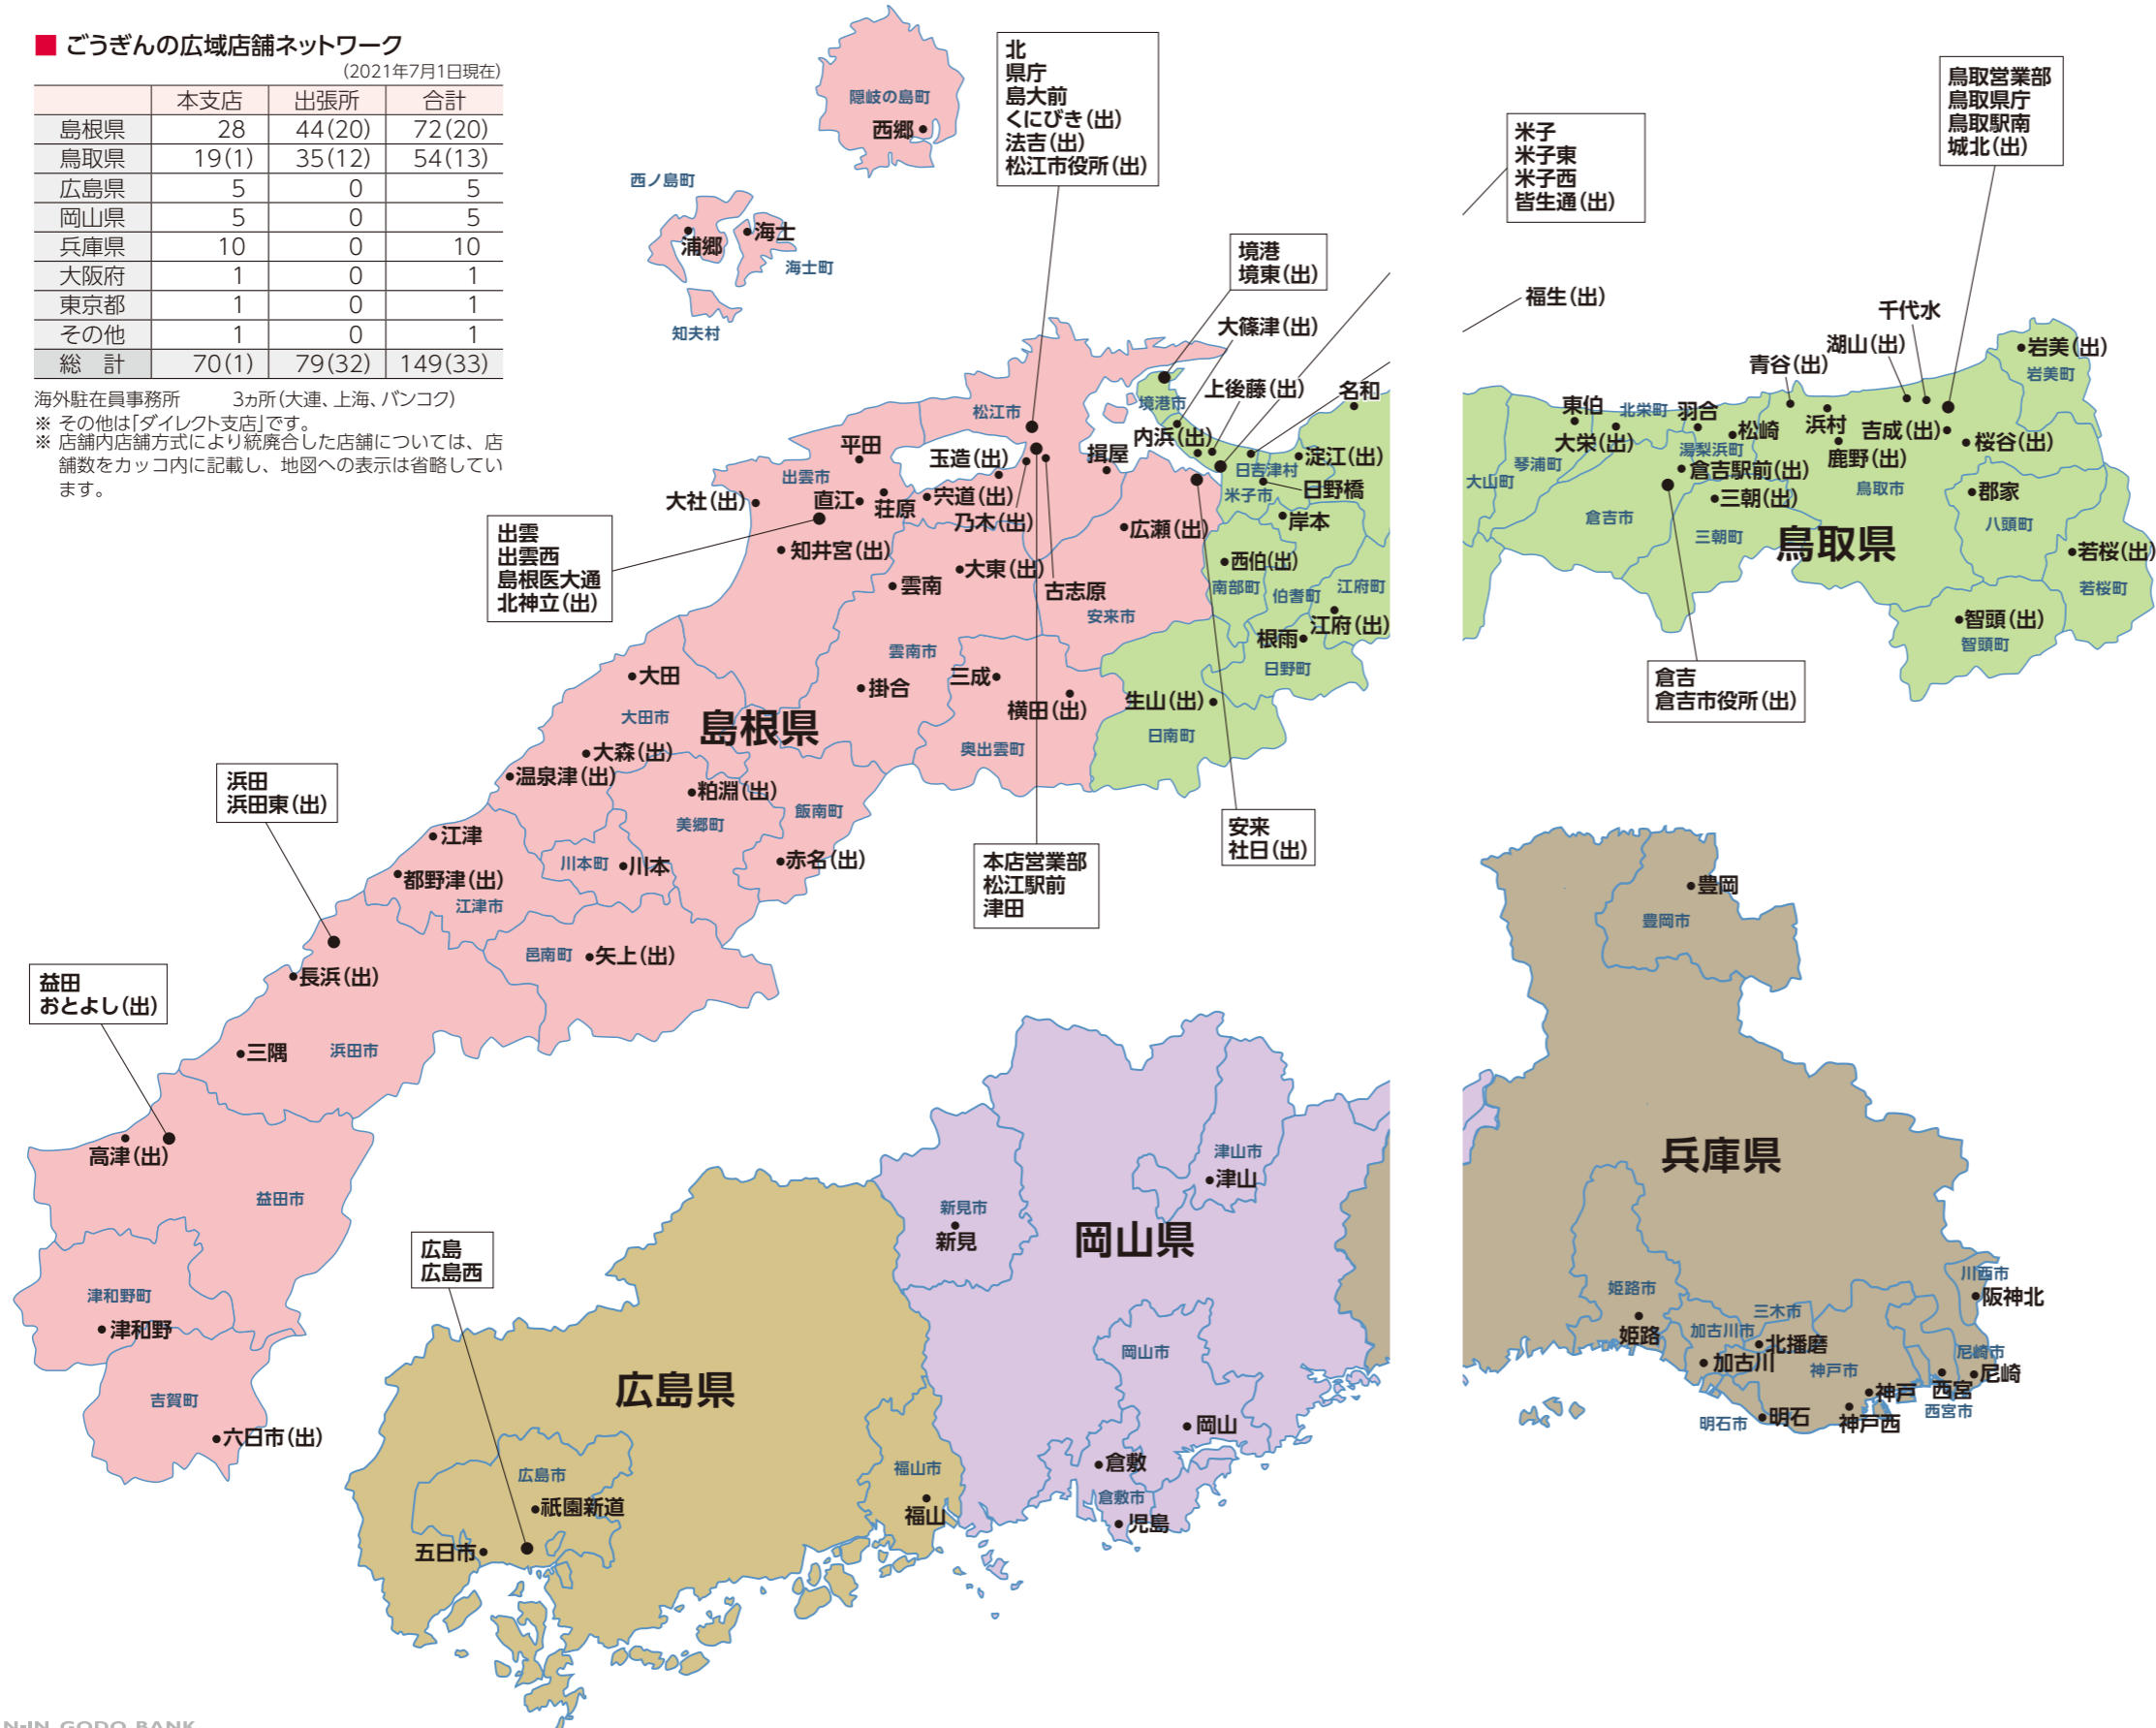 ■ ごうぎんの広域店舗ネットワーク
(2021年7月1日現在)
本支店 出張所 合計
島根県 28 44(20) 72(20)
鳥取県 19(1) 35(12) 54(13)
広島県 5 0 5
岡山県 5 0 5
兵庫県 10 0 10
大阪府 1 0 1
東京都 1 0 1
その他 1 0 1
総 計 70(1) 79(32) 149(33)
海外駐在員事務所 3ヵ所(大連、上海、バンコク)
※ その他は「ダイレクト支店」です。
※ 店舗内店舗方式により統廃合した店舗については、店
舗数をカッコ内に記載し、地図への表示は省略してい
ます。
隠岐の島町
西郷
西ノ島町
浦郷
海士
海士町
知夫村
北
県庁
島大前
くにびき(出)
法吉(出)
松江市役所(出)
境港
境東(出)
大篠津(出)
上後藤(出)
名和
境港市
内浜(出)
松江市
平田
玉造(出)
揖屋
淀江(出)
日吉津村
出雲市
米子市
日野橋
大社(出)
直江
荘原
宍道(出)
乃木(出)
広瀬(出)
岸本
出雲
出雲西
島根医大通
北神立(出)
知井宮(出)
大東(出)
雲南
古志原
西伯(出)
南部町
伯耆町
江府町
安来市
江府(出)
根雨
日野町
雲南市
大田
掛合
三成
横田(出)
生山(出)
大田市
島根県
奥出雲町
日南町
大森(出)
温泉津(出)
粕淵(出)
飯南町
美郷町
浜田
浜田東(出)
江津
川本町
川本
赤名(出)
都野津(出)
江津市
本店営業部
松江駅前
津田
安来
社日(出)
邑南町
矢上(出)
長浜(出)
益田
おとよし(出)
三隅
浜田市
高津(出)
益田市
津和野町
津和野
吉賀町
六日市(出)
米子
米子東
米子西
皆生通(出)
福生(出)
鳥取営業部
鳥取県庁
鳥取駅南
城北(出)
千代水
湖山(出)
青谷(出)
岩美(出)
岩美町
東伯
北栄町
羽合
大栄(出)
松崎
浜村
吉成(出)
桜谷(出)
湯梨浜町
鹿野(出)
琴浦町
大山町
倉吉駅前(出)
鳥取市
郡家
三朝(出)
倉吉市
三朝町
鳥取県
八頭町
若桜(出)
若桜町
智頭(出)
智頭町
倉吉
倉吉市役所(出)
豊岡
豊岡市
兵庫県
姫路市
姫路
川西市
阪神北
三木市
加古川市
北播磨
加古川
神戸市
尼崎市
尼崎
神戸
西宮
西宮市
明石市
明石
神戸西
津山市
津山
新見市
新見
岡山県
岡山市
岡山
倉敷
倉敷市
児島
広島
広島西
広島県
広島市
祇園新道
五日市
福山市
福山
N-IN GODO BANK